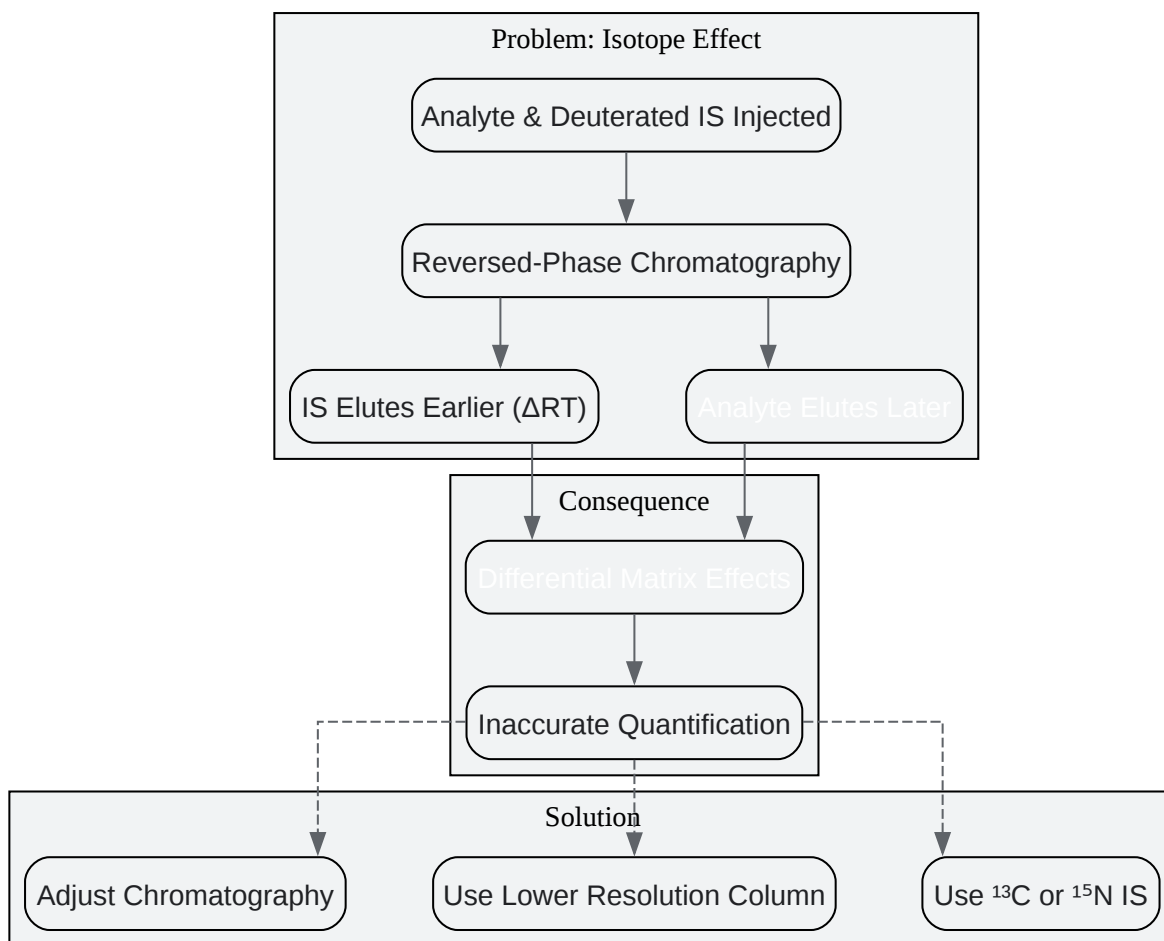 Problem: Isotope Effect
Analyte & Deuterated IS Injected
Reversed-Phase Chromatography
IS Elutes Earlier (ΔRT)
Analyte Elutes Later
Consequence
Differential Matrix Effects
Inaccurate Quantification
Solution
Adjust Chromatography
Use Lower Resolution Column
Use ¹³C or ¹⁵N IS